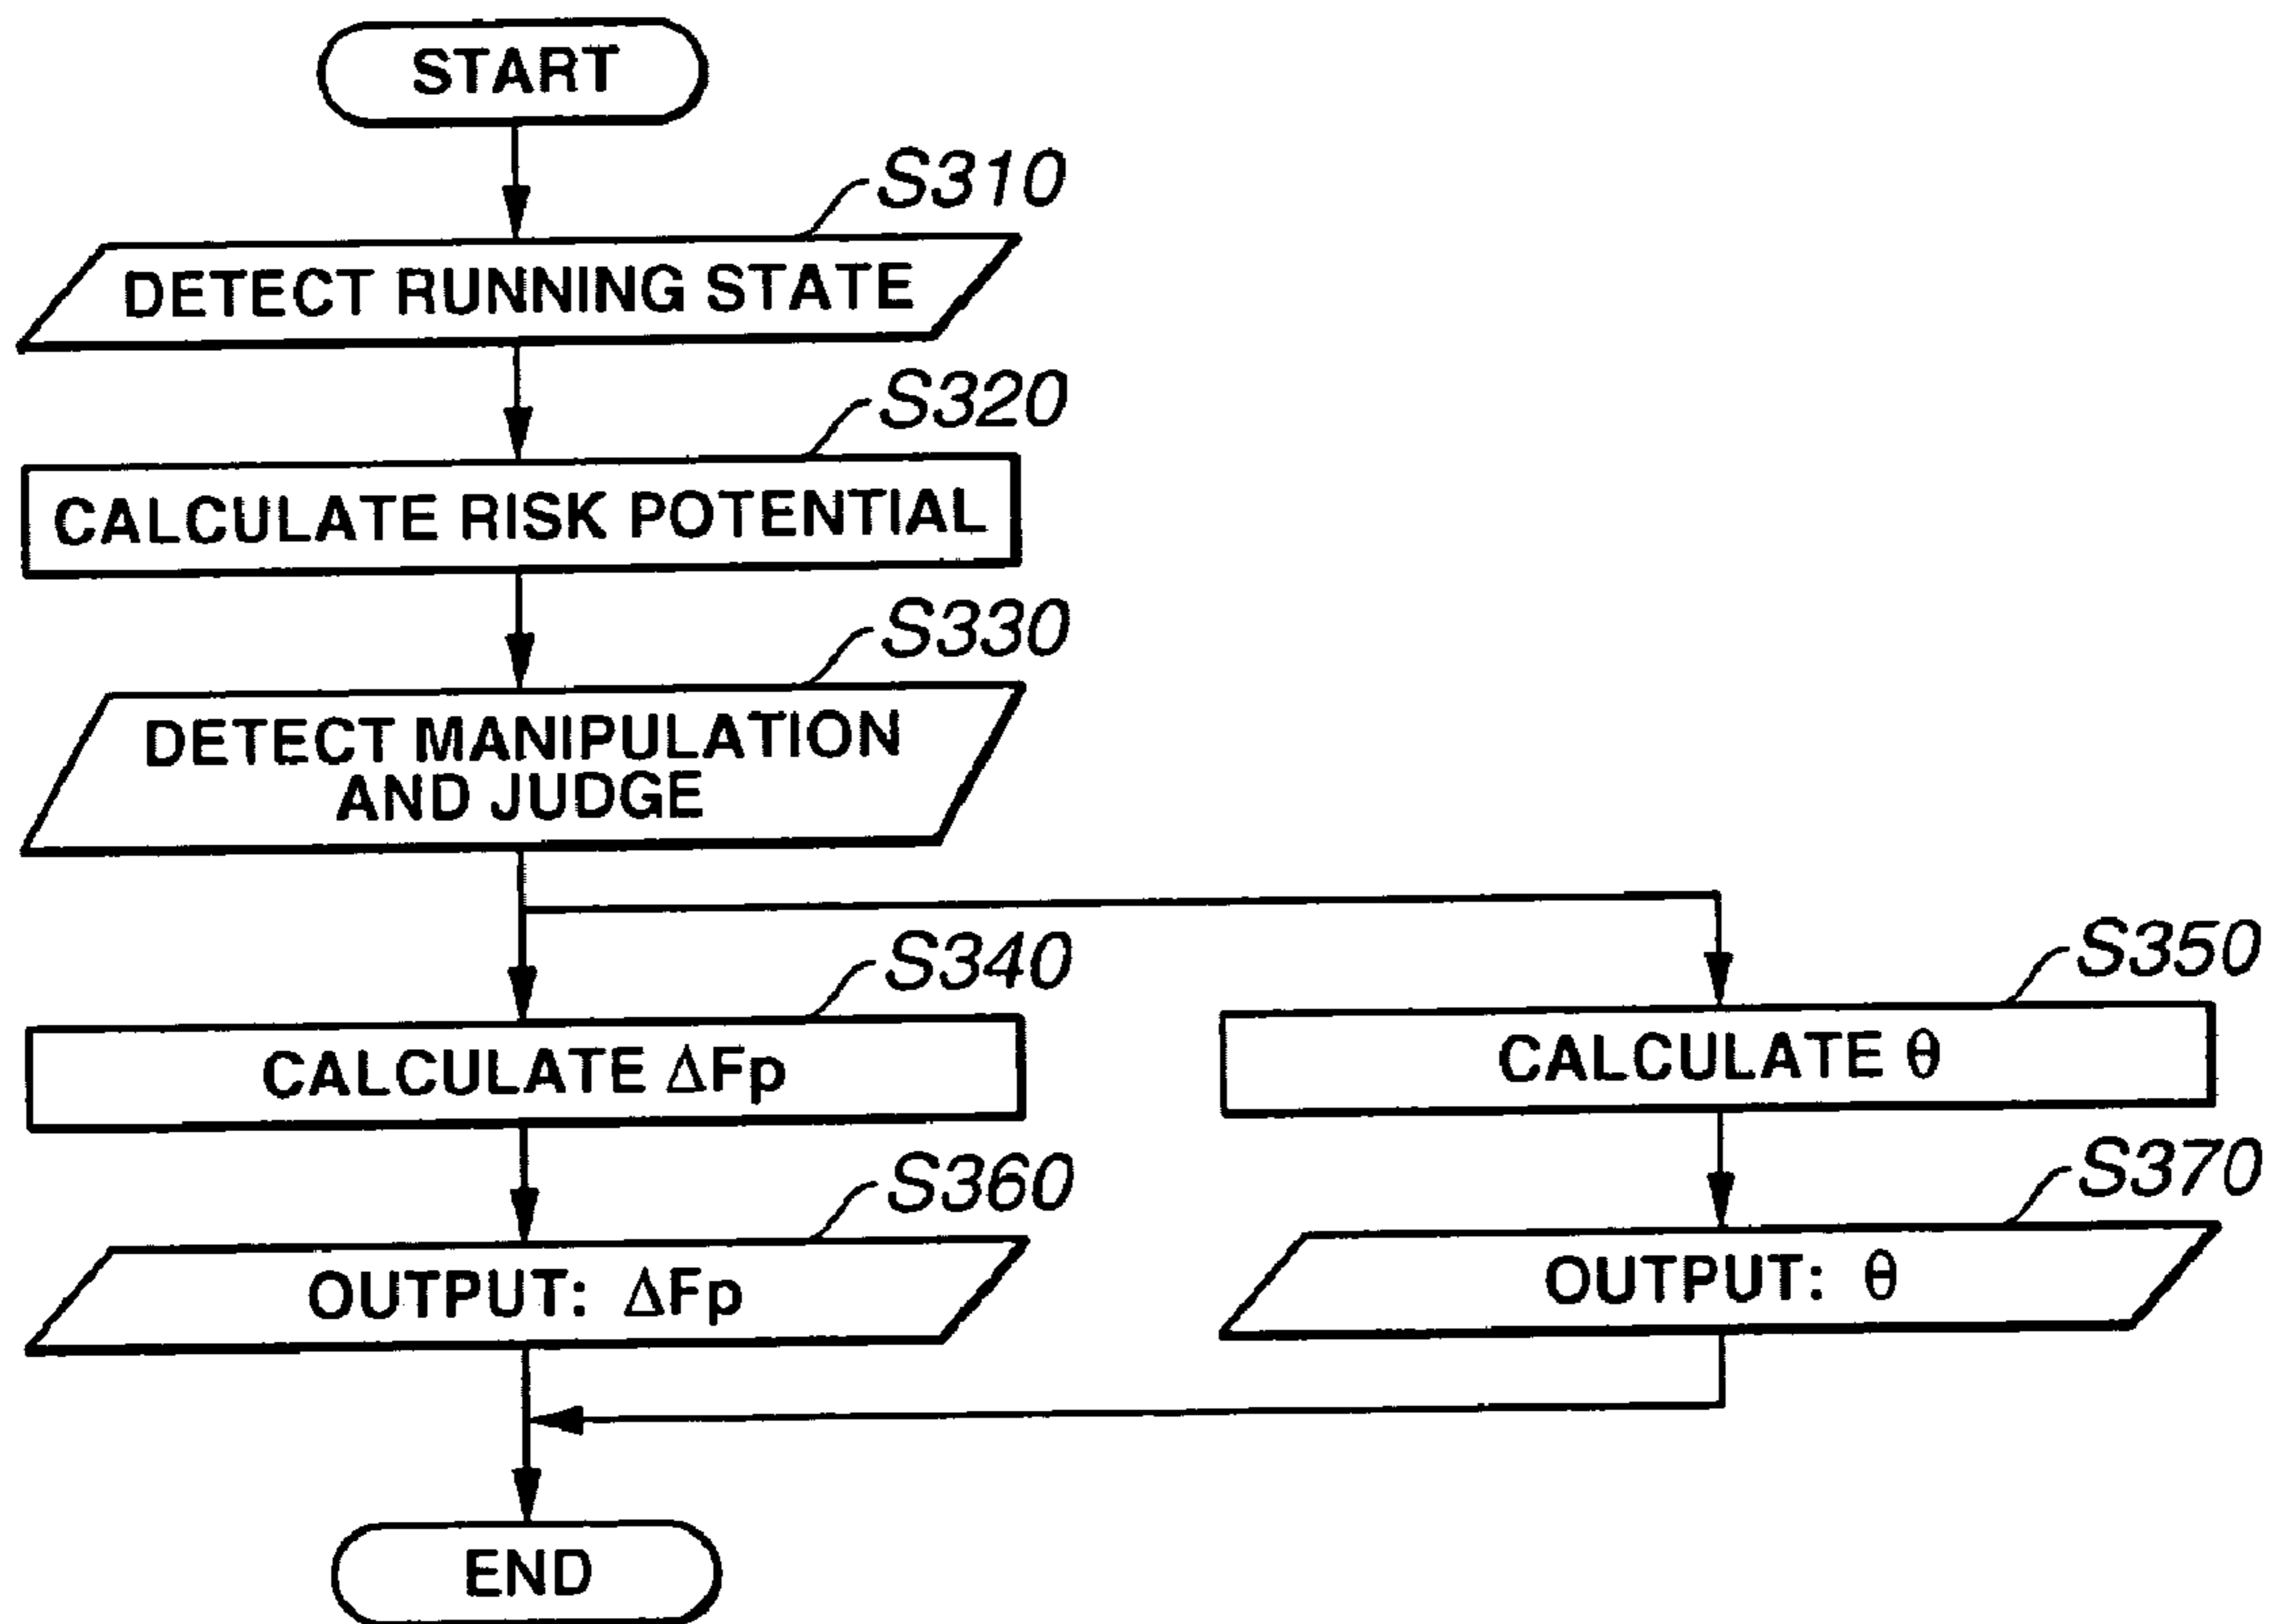 START
S310
DETECT RUNNING STATE
S320
CALCULATE RISK POTENTIAL
S330
DETECT MANIPULATION
AND JUDGE
S340
CALCULATE ΔFp
S350
CALCULATE θ
S360
OUTPUT: ΔFp
S370
OUTPUT: θ
END